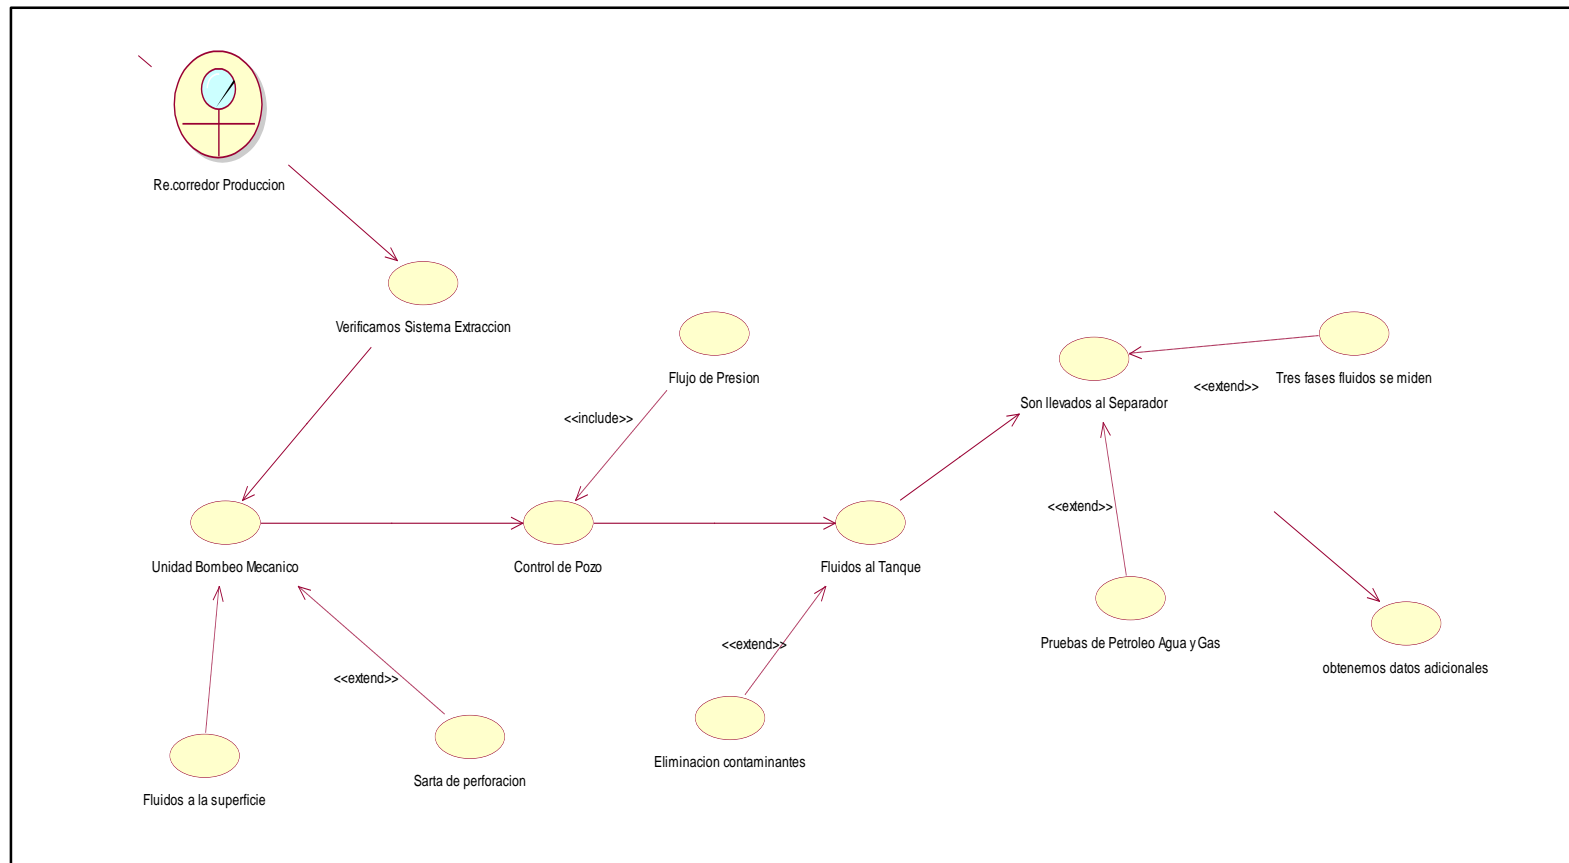 Re.corredor Produccion
Verificamos Sistema Extraccion
Flujo de Presion
Tres fases fluidos se miden
<<extend>>
Son llevados al Separador
<<include>>
<<extend>>
Unidad Bombeo Mecanico
Control de Pozo
Fluidos al Tanque
<<extend>>
Pruebas de Petroleo Agua y Gas
obtenemos datos adicionales
<<extend>>
Eliminacion contaminantes
Sarta de perforacion
Fluidos a la superficie